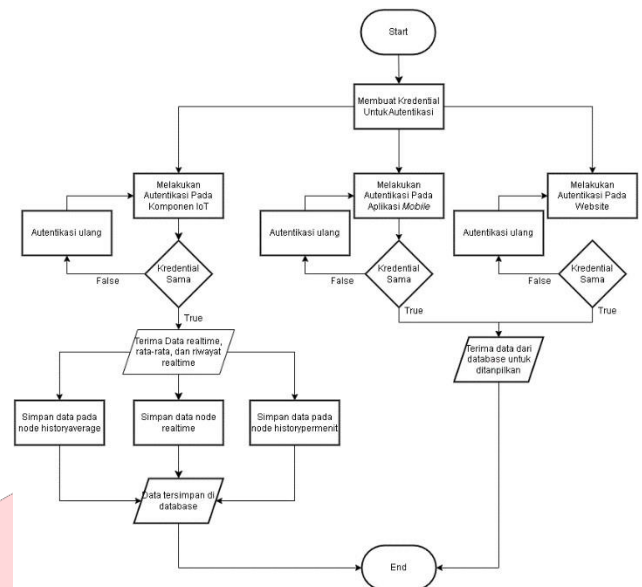 Start
Membuat Kredential
Untuk Autentikasi
Melakukan
Autentikasi Pada
Komponen IoT
Melakukan
Autentikasi Pada
Aplikasi Mobile
Melakukan
Autentikasi Pada
Website
Autentikasi ulang
Autentikasi ulang
Autentikasi ulang
Kredential
Sama
Kredential
Sama
Kredential
Sama
False
False
False
True
True
True
Terima Data realtime,
rata-rata, dan riwayat
realtime
Terima data dari
database untuk
ditanpilkan
Simpan data pada
node historyaverage
Simpan data node
realtime
Simpan data pada
node historypermenit
Data tersimpan di
database
End